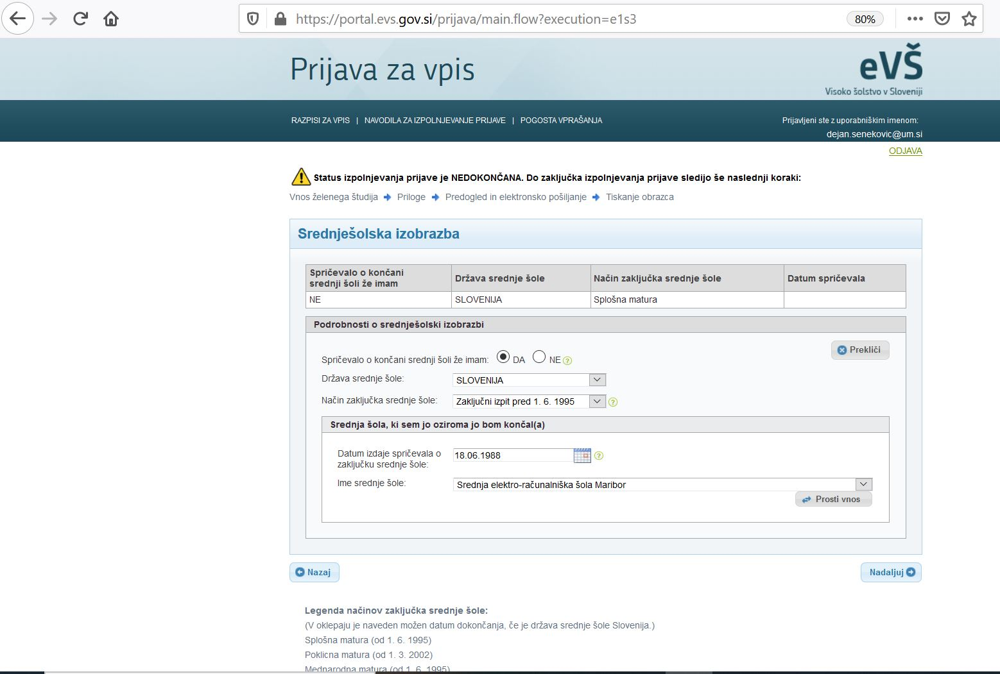 https://portal.evs.gov.si/prijava/main.flow?execution=e1s3
80%
Prijava za vpis
eVŠ
Visoko šolstvo v Sloveniji
RAZPISI ZA VPIS | NAVODILA ZA IZPOLNJEVANJE PRIJAVE | POGOSTA VPRAŠANJA
Prijavljeni ste z uporabniškim imenom:
dejan.senekovic@um.si
ODJAVA
Status izpolnjevanja prijave je NEDOKONČANA. Do zaključka izpolnjevanja prijave sledijo še naslednji koraki:
Vnos želenega študija Priloge Predogled in elektronsko pošiljanje Tiskanje obrazca
Srednješolska izobrazba
Spričevalo o končani srednji šoli že imam Država srednje šole Način zaključka srednje šole Datum spričevala
NE SLOVENIJA Splošna matura
Podrobnosti o srednješolski izobrazbi
Prekliči
Spričevalo o končani srednji šoli že imam: DA NE
Država srednje šole: SLOVENIJA
Način zaključka srednje šole: Zaključni izpit pred 1. 6. 1995
Srednja šola, ki sem jo oziroma jo bom končal(a)
Datum izdaje spričevala o zaključku srednje šole: 18.06.1988
Ime srednje šole: Srednja elektro-računalniška šola Maribor
Prosti vnos
Nazaj
Nadaljuj
Legenda načinov zaključka srednje šole:
(V oklepaju je naveden možen datum dokončanja, če je država srednje šole Slovenija.)
Splošna matura (od 1. 6. 1995)
Poklicna matura (od 1. 3. 2002)
Mednarodna matura (od 1. 6. 1995)